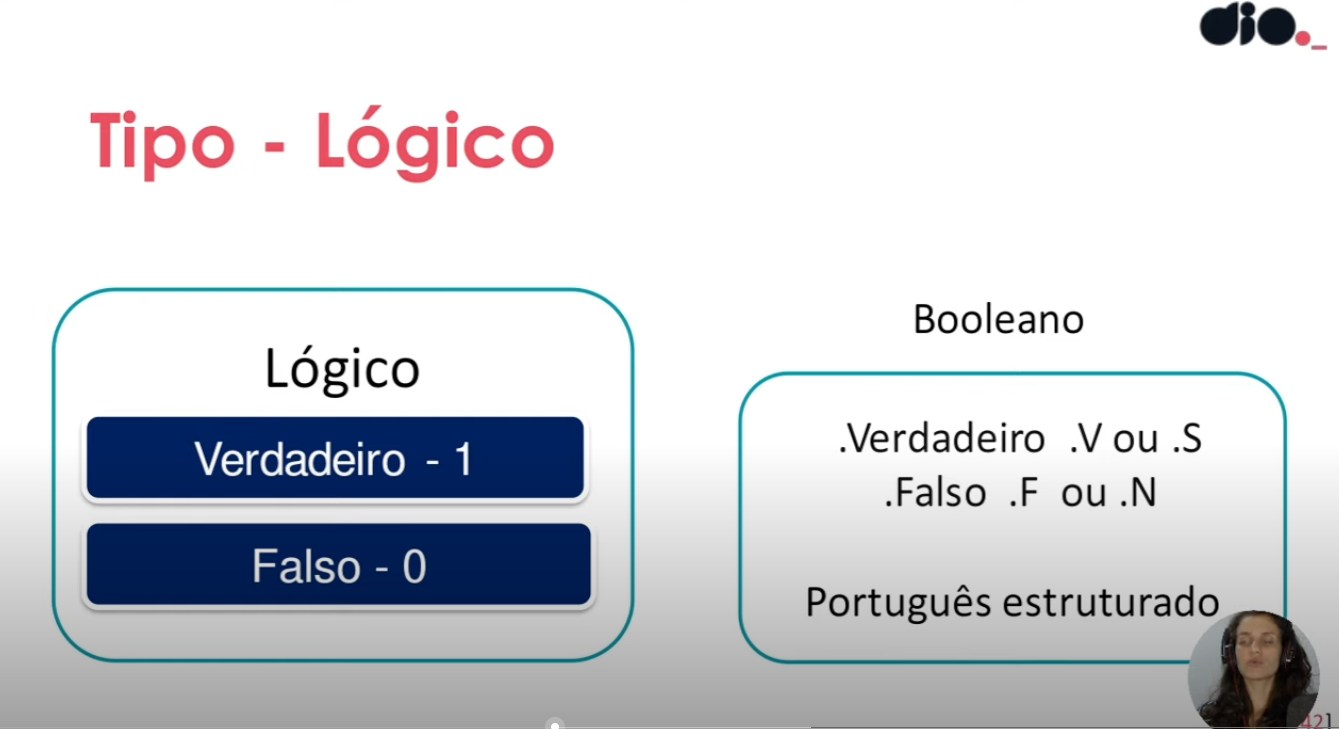 dio._
Tipo - Lógico
Lógico
Verdadeiro - 1
Falso - 0
Booleano
.Verdadeiro .V ou .S
.Falso .F ou .N
Português estruturado